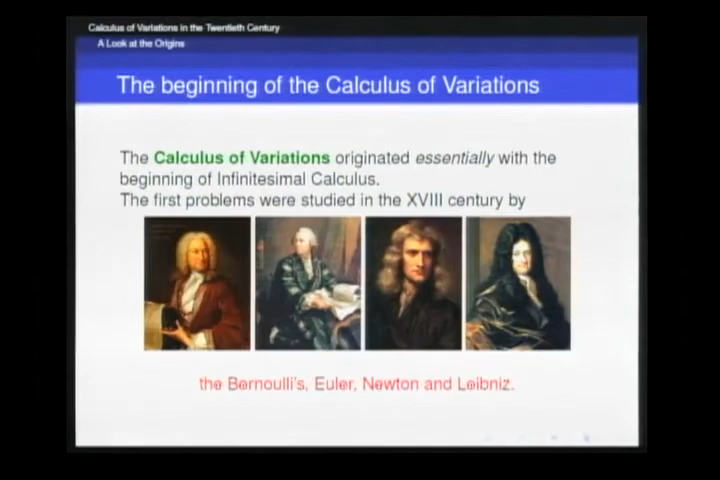 Calculus of Variations in the Twentieth Century
A Look at the Origins
The beginning of the Calculus of Variations
The Calculus of Variations originated essentially with the
beginning of Infinitesimal Calculus.
The first problems were studied in the XVIII century by
the Bernoulli's, Euler, Newton and Leibniz.